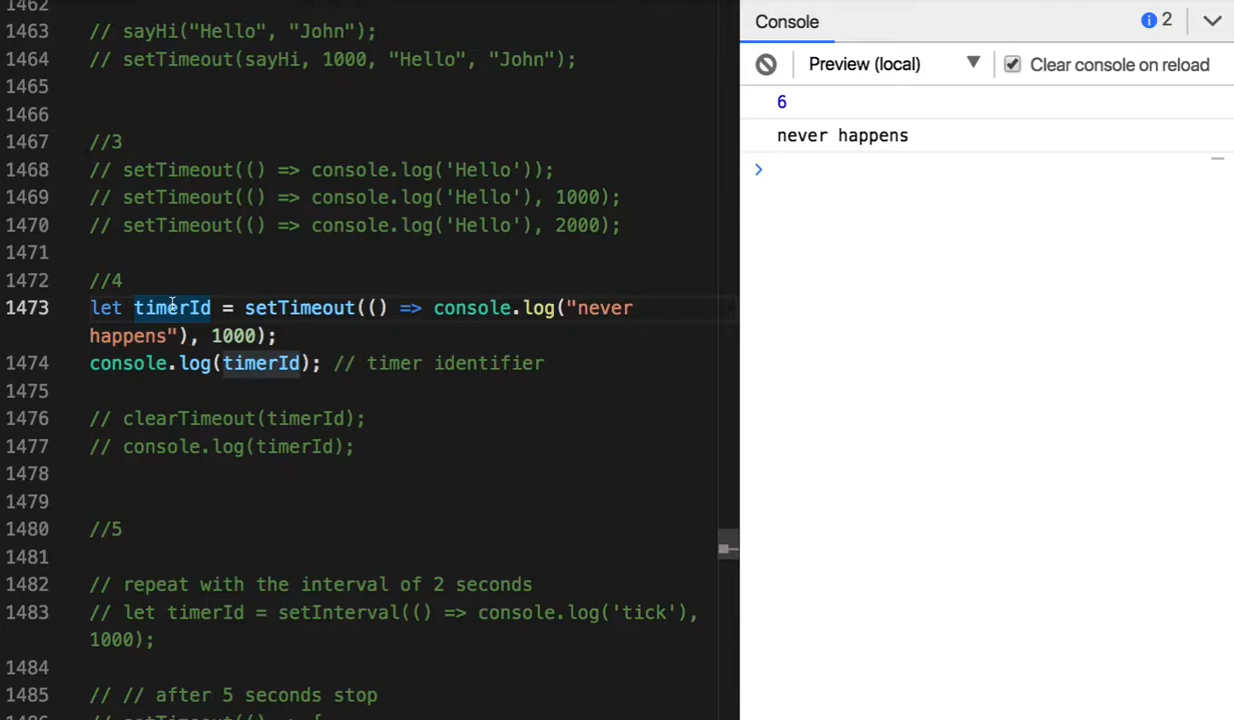 1462
1463 // sayHi("Hello", "John");
1464 // setTimeout(sayHi, 1000, "Hello", "John");
1465
1466
1467 //3
1468 // setTimeout(() => console.log('Hello'));
1469 // setTimeout(() => console.log('Hello'), 1000);
1470 // setTimeout(() => console.log('Hello'), 2000);
1471
1472 //4
1473 let timerId = setTimeout(() => console.log("never
happens"), 1000);
1474 console.log(timerId); // timer identifier
1475
1476 // clearTimeout(timerId);
1477 // console.log(timerId);
1478
1479
1480 //5
1481
1482 // repeat with the interval of 2 seconds
1483 // let timerId = setInterval(() => console.log('tick'),
1000);
1484
1485 // // after 5 seconds stop
Console 2
Preview (local) Clear console on reload
6
never happens